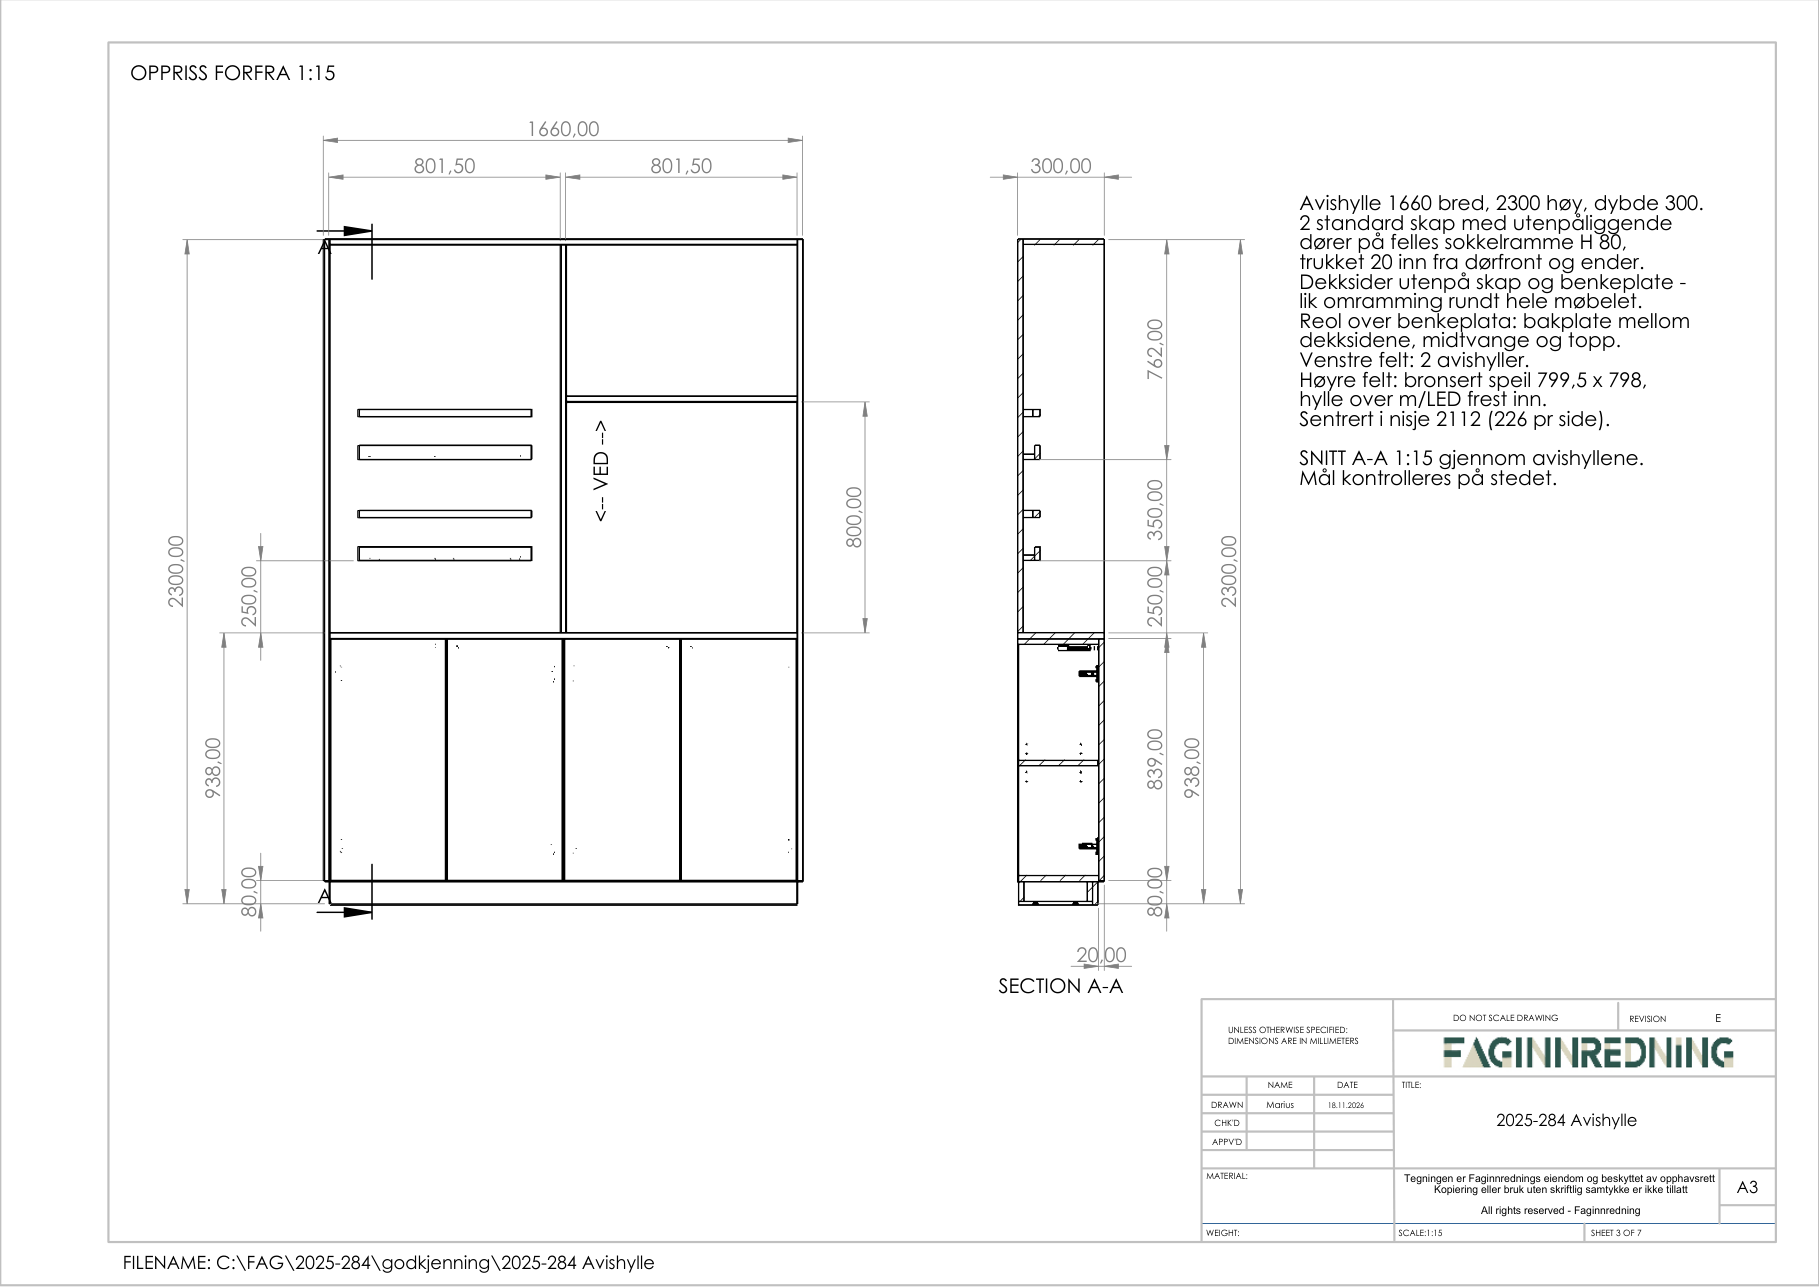 OPPRISS FORFRA 1:15
1660,00
801,50
801,50
300,00
A
2300,00
938,00
250,00
80,00
A
<-- VED -->
800,00
762,00
350,00
250,00
2300,00
839,00
938,00
80,00
20,00
SECTION A-A
Avishylle 1660 bred, 2300 høy, dybde 300.
2 standard skap med utenpåliggende
dører på felles sokkelramme H 80,
trukket 20 inn fra dørfront og ender.
Dekksider utenpå skap og benkeplate -
lik omramming rundt hele møbelet.
Reol over benkeplata: bakplate mellom
dekksidene, midtvange og topp.
Venstre felt: 2 avishyller.
Høyre felt: bronsert speil 799,5 x 798,
hylle over m/LED frest inn.
Sentrert i nisje 2112 (226 pr side).
SNITT A-A 1:15 gjennom avishyllene.
Mål kontrolleres på stedet.
UNLESS OTHERWISE SPECIFIED:
DIMENSIONS ARE IN MILLIMETERS
DO NOT SCALE DRAWING
REVISION E
FAGINNREDNING
NAME DATE
DRAWN Marius 18.11.2026
CHK'D
APPV'D
TITLE:
2025-284 Avishylle
MATERIAL:
Tegningen er Faginnrednings eiendom og beskyttet av opphavsrett
Kopiering eller bruk uten skriftlig samtykke er ikke tillatt
All rights reserved - Faginnredning
A3
WEIGHT:
SCALE:1:15
SHEET 3 OF 7
FILENAME: C:\FAG\2025-284\godkjenning\2025-284 Avishylle